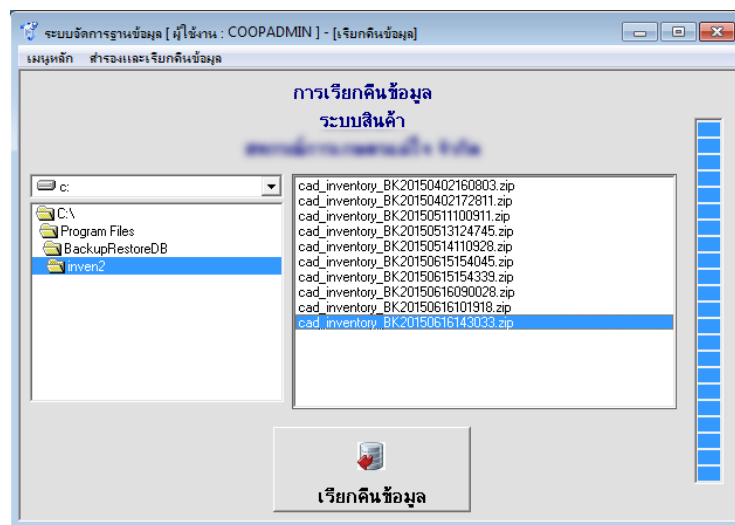 ระบบจัดการฐานข้อมูล [ ผู้ใช้งาน : COOPADMIN ] - [เรียกคืนข้อมูล]
เมนูหลัก สำรองและเรียกคืนข้อมูล
การเรียกคืนข้อมูล
ระบบสินค้า
c:
C:\
Program Files
BackupRestoreDB
inven2
cad_inventory_BK20150402160803.zip
cad_inventory_BK20150402172811.zip
cad_inventory_BK20150511100911.zip
cad_inventory_BK20150513124745.zip
cad_inventory_BK20150514110928.zip
cad_inventory_BK20150615154045.zip
cad_inventory_BK20150615154339.zip
cad_inventory_BK20150616090028.zip
cad_inventory_BK20150616101918.zip
cad_inventory_BK20150616143033.zip
เรียกคืนข้อมูล